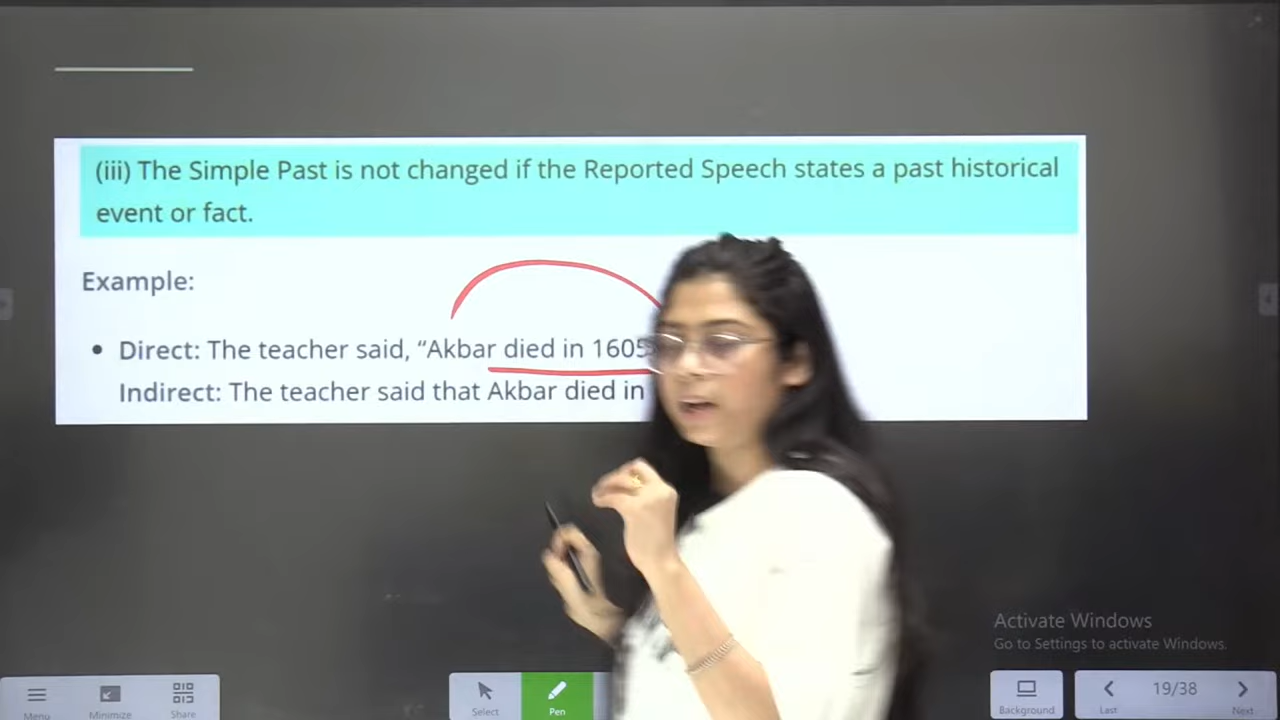 (iii) The Simple Past is not changed if the Reported Speech states a past historical
event or fact.
Example:
• Direct: The teacher said, “Akbar died in 1605
Indirect: The teacher said that Akbar died in
Activate Windows
Go to Settings to activate Windows.
Menu
Minimize
Share
Select
Pen
Background
Last
19/38
Next